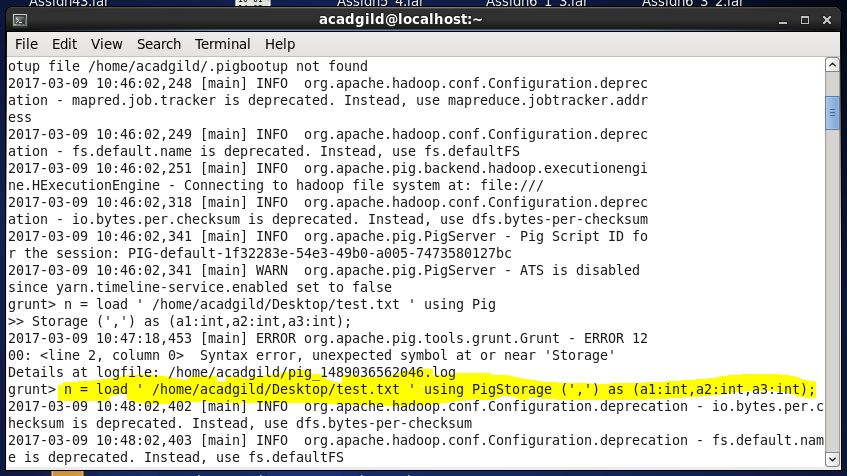 Assign43.jar
Assign5_4.jar
Assign6_1_3.jar
Assign6_3_2.jar
acadgild@localhost:~
File Edit View Search Terminal Help
otup file /home/acadgild/.pigbootup not found
2017-03-09 10:46:02,248 [main] INFO  org.apache.hadoop.conf.Configuration.deprec
ation - mapred.job.tracker is deprecated. Instead, use mapreduce.jobtracker.addr
ess
2017-03-09 10:46:02,249 [main] INFO  org.apache.hadoop.conf.Configuration.deprec
ation - fs.default.name is deprecated. Instead, use fs.defaultFS
2017-03-09 10:46:02,251 [main] INFO  org.apache.pig.backend.hadoop.executionengi
ne.HExecutionEngine - Connecting to hadoop file system at: file:///
2017-03-09 10:46:02,318 [main] INFO  org.apache.hadoop.conf.Configuration.deprec
ation - io.bytes.per.checksum is deprecated. Instead, use dfs.bytes-per-checksum
2017-03-09 10:46:02,341 [main] INFO  org.apache.pig.PigServer - Pig Script ID fo
r the session: PIG-default-1f32283e-54e3-49b0-a005-7473580127bc
2017-03-09 10:46:02,341 [main] WARN  org.apache.pig.PigServer - ATS is disabled
since yarn.timeline-service.enabled set to false
grunt> n = load ' /home/acadgild/Desktop/test.txt ' using Pig
>> Storage (',') as (a1:int,a2:int,a3:int);
2017-03-09 10:47:18,453 [main] ERROR org.apache.pig.tools.grunt.Grunt - ERROR 12
00: <line 2, column 0>  Syntax error, unexpected symbol at or near 'Storage'
Details at logfile: /home/acadgild/pig_1489036562046.log
grunt> n = load ' /home/acadgild/Desktop/test.txt ' using PigStorage (',') as (a1:int,a2:int,a3:int);
2017-03-09 10:48:02,402 [main] INFO  org.apache.hadoop.conf.Configuration.deprecation - io.bytes.per.c
hecksum is deprecated. Instead, use dfs.bytes-per-checksum
2017-03-09 10:48:02,403 [main] INFO  org.apache.hadoop.conf.Configuration.deprecation - fs.default.nam
e is deprecated. Instead, use fs.defaultFS